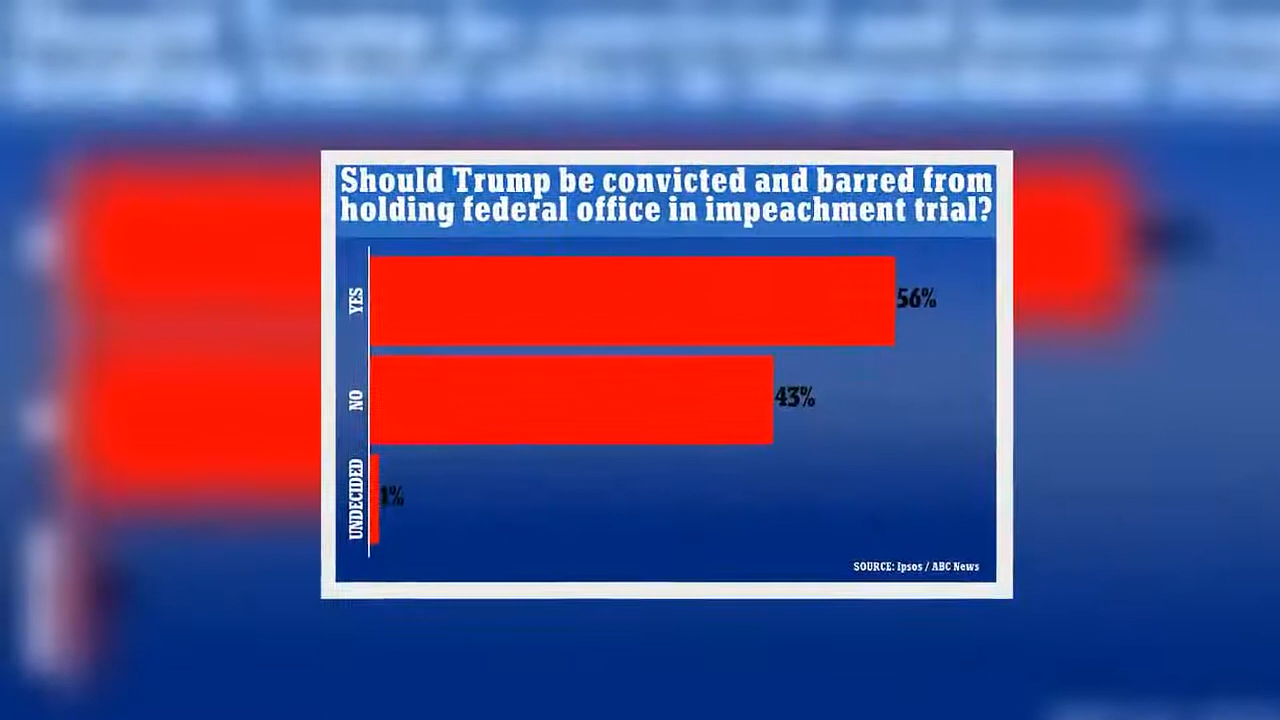 Should Trump be convicted and barred from
holding federal office in impeachment trial?
YES
56%
NO
43%
UNDECIDED
1%
SOURCE: Ipsos / ABC News